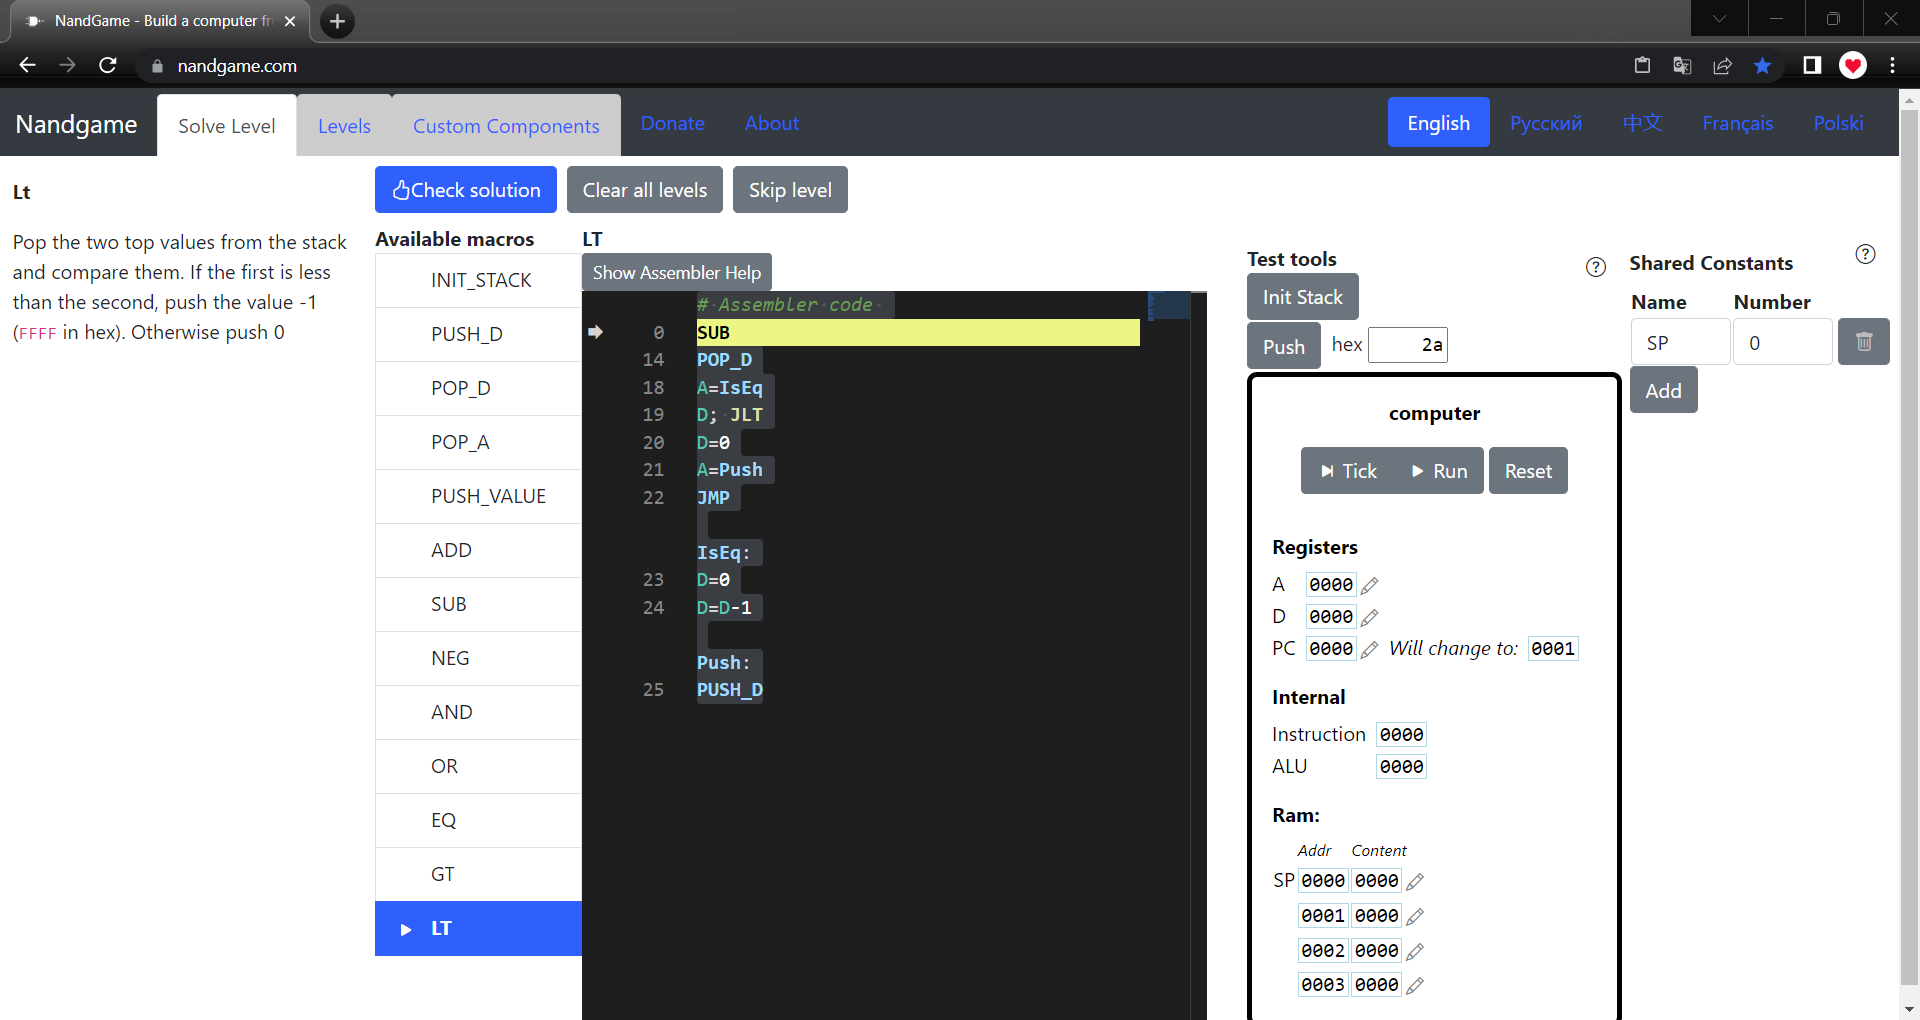 NandGame - Build a computer fr
nandgame.com
Nandgame
Solve Level
Levels
Custom Components
Donate
About
English
Русский
中文
Français
Polski
Lt
Pop the two top values from the stack
and compare them. If the first is less
than the second, push the value -1
(FFFF in hex). Otherwise push 0
Check solution
Clear all levels
Skip level
Available macros
INIT_STACK
PUSH_D
POP_D
POP_A
PUSH_VALUE
ADD
SUB
NEG
AND
OR
EQ
GT
LT
LT
Show Assembler Help
# Assembler code
0 SUB
14 POP_D
18 A=IsEq
19 D; JLT
20 D=0
21 A=Push
22 JMP
IsEq:
23 D=0
24 D=D-1
Push:
25 PUSH_D
Test tools
Init Stack
Push hex 2a
computer
Tick
Run
Reset
Registers
A 0000
D 0000
PC 0000 Will change to: 0001
Internal
Instruction 0000
ALU 0000
Ram:
Addr Content
SP 0000 0000
0001 0000
0002 0000
0003 0000
Shared Constants
Name Number
SP 0
Add